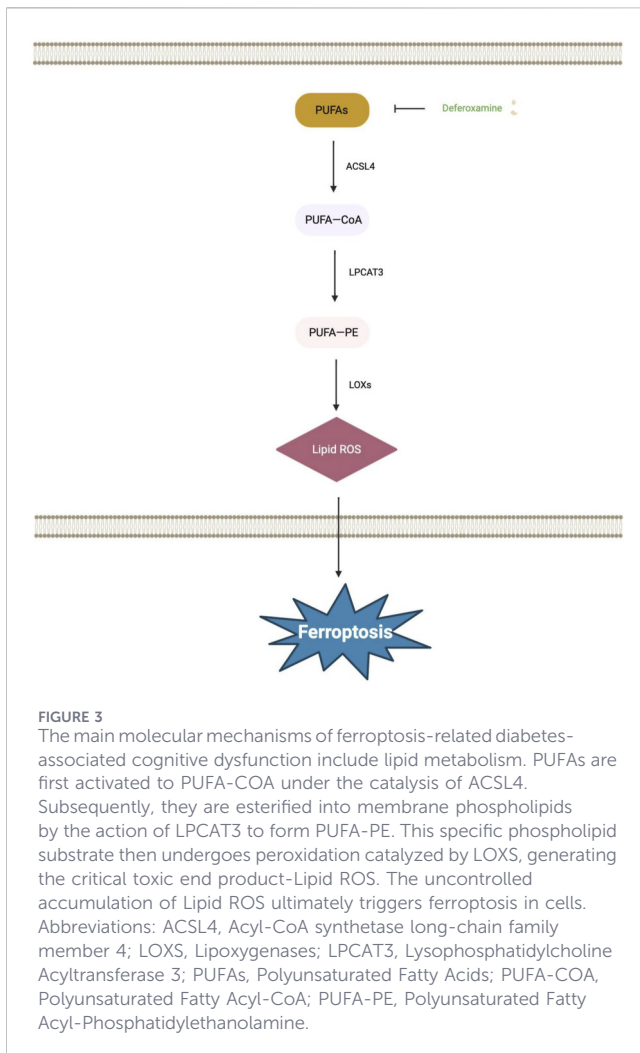 PUFAs
Deferoxamine
ACSL4
PUFA—CoA
LPCAT3
PUFA—PE
LOXs
Lipid ROS
Ferroptosis
FIGURE 3
The main molecular mechanisms of ferroptosis-related diabetes-
associated cognitive dysfunction include lipid metabolism. PUFAs are
first activated to PUFA-COA under the catalysis of ACSL4.
Subsequently, they are esterified into membrane phospholipids
by the action of LPCAT3 to form PUFA-PE. This specific phospholipid
substrate then undergoes peroxidation catalyzed by LOXS, generating
the critical toxic end product-Lipid ROS. The uncontrolled
accumulation of Lipid ROS ultimately triggers ferroptosis in cells.
Abbreviations: ACSL4, Acyl-CoA synthetase long-chain family
member 4; LOXS, Lipoxygenases; LPCAT3, Lysophosphatidylcholine
Acyltransferase 3; PUFAs, Polyunsaturated Fatty Acids; PUFA-COA,
Polyunsaturated Fatty Acyl-CoA; PUFA-PE, Polyunsaturated Fatty
Acyl-Phosphatidylethanolamine.